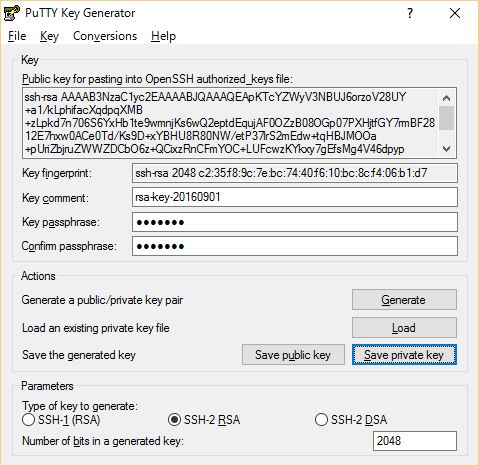 PuTTY Key Generator
File Key Conversions Help
Key
Public key for pasting into OpenSSH authorized_keys file:
ssh-rsa AAAAB3NzaC1yc2EAAAABJQAAAQEApKTcYZWyV3NBUJ6orzoV28UY
+a1/kLphifacXqdpqXMB
+zLpkd7n706S6YxHb1te9wmnjKs6wQ2eptdEqujAF0OZzB08OGp07PXHjtfGY7rmBF28
12E7hxw0ACe0Td/Ks9D+xYBHU8R80NW/etP37lrS2mEdw+tqHBJMOOa
+pUriZbjruZWWZDCbO6z+QCixzRnCFmYOC+LUFcwzKYkxy7gEfsMg4V46dpyp
Key fingerprint: ssh-rsa 2048 c2:35:f8:9c:7e:bc:74:40:f6:10:bc:8c:f4:06:b1:d7
Key comment: rsa-key-20160901
Key passphrase: •••••••
Confirm passphrase: •••••••
Actions
Generate a public/private key pair Generate
Load an existing private key file Load
Save the generated key Save public key Save private key
Parameters
Type of key to generate:
SSH-1 (RSA) SSH-2 RSA SSH-2 DSA
Number of bits in a generated key: 2048